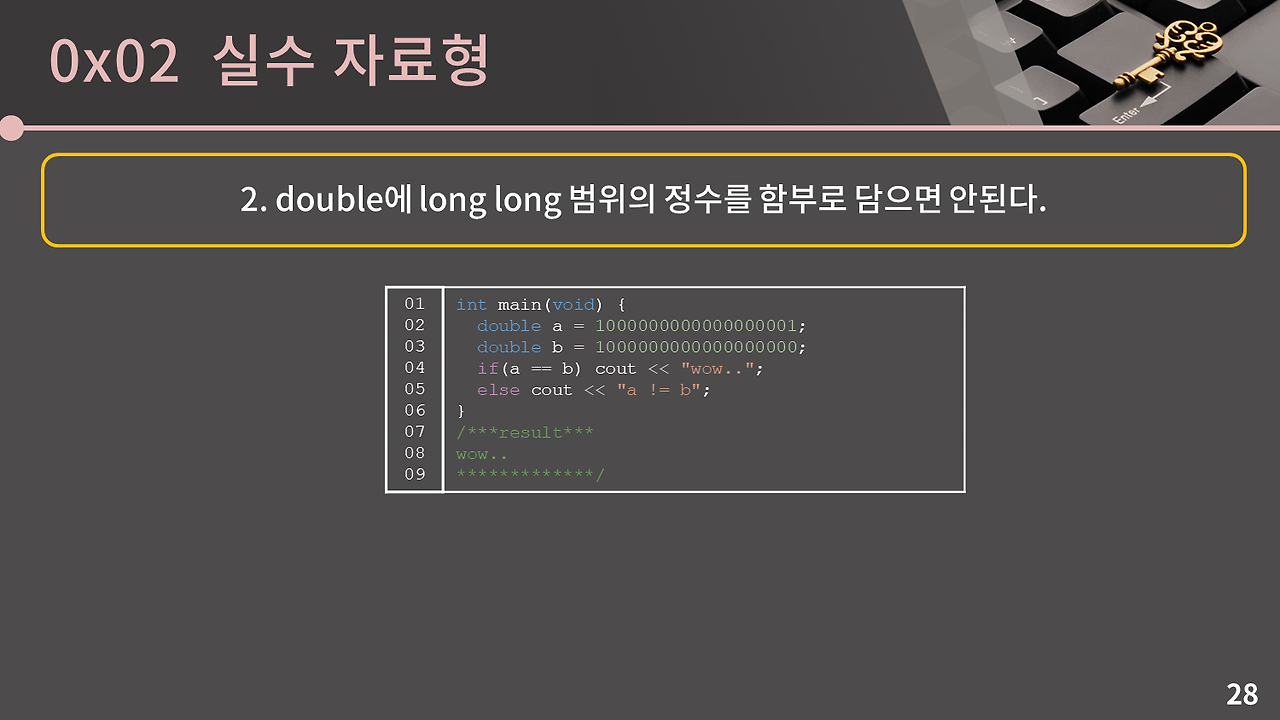 0x02 실수 자료형
Enter
2. double에 long long 범위의 정수를 함부로 담으면 안된다.
01 int main(void) {
02 double a = 1000000000000000001;
03 double b = 1000000000000000000;
04 if(a == b) cout << "wow..";
05 else cout << "a != b";
06 }
07 /***result***
08 wow..
09 *************/
28